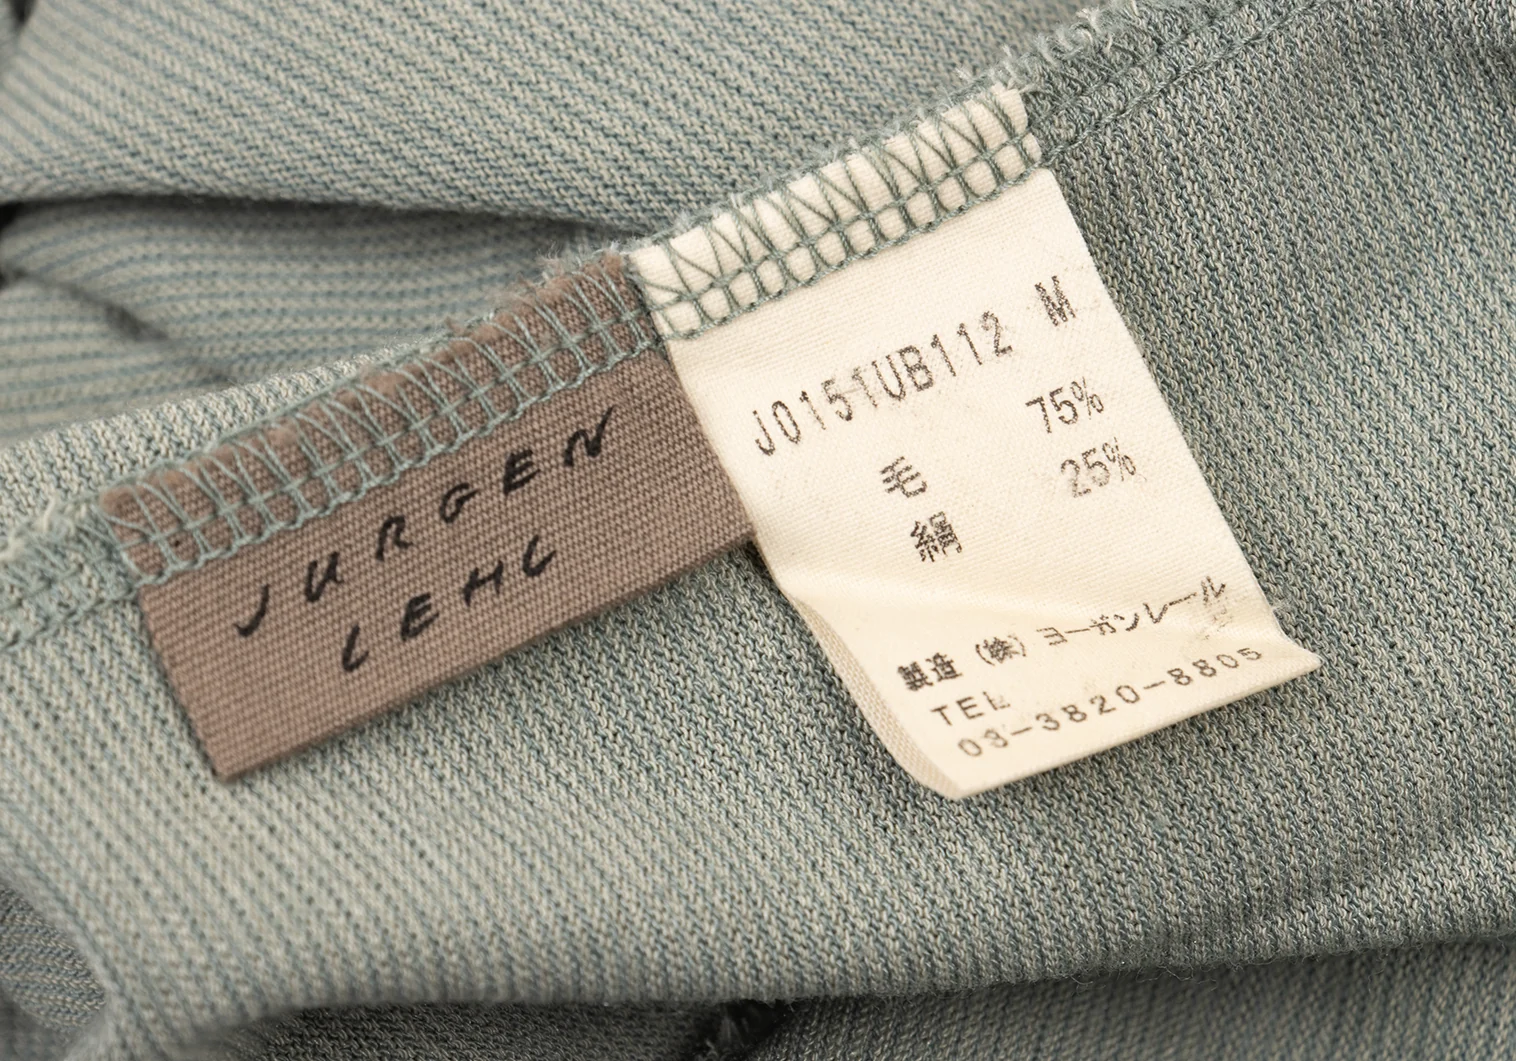 JURGEN
LEHL
J0151UB112 M
毛 75%
絹 25%
製造 (株) ヨーガンレール
TEL
03-3820-8805